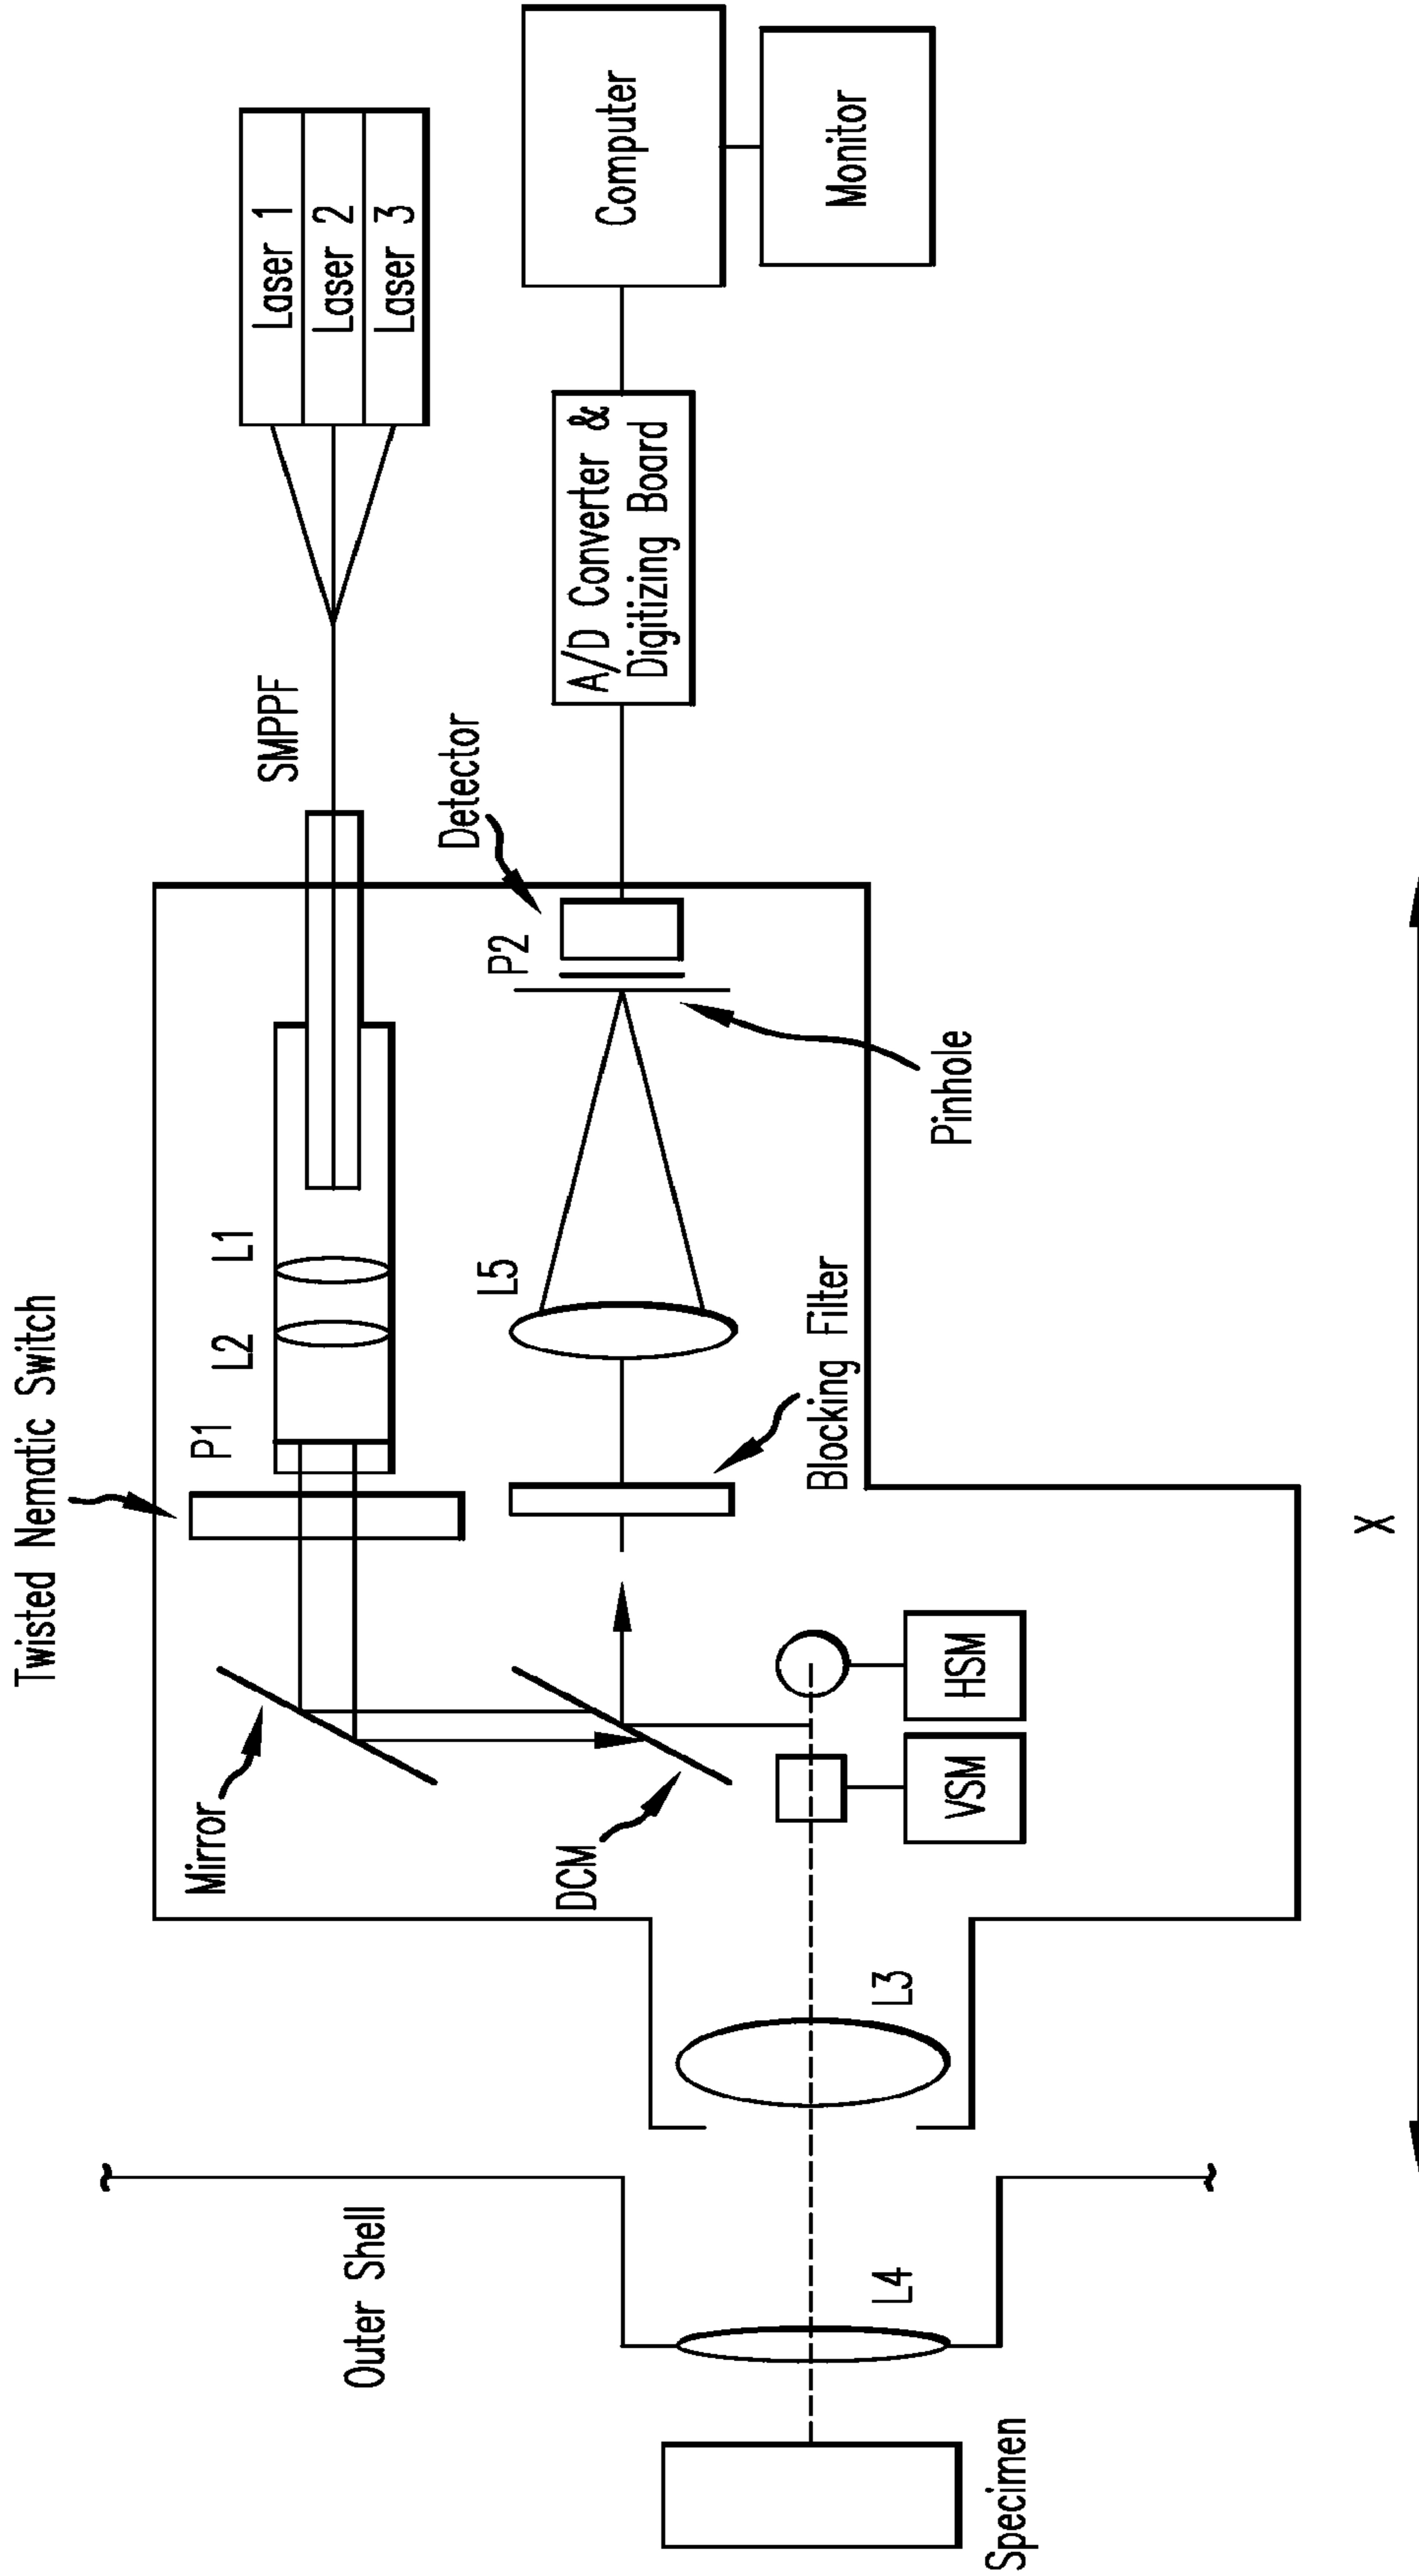 Twisted Nematic Switch
Mirror
P1
L2
L1
SMPPF
Laser 1
Laser 2
Laser 3
Outer Shell
DCM
L5
P2
Detector
A/D Converter &
Digitizing Board
Computer
Monitor
Blocking Filter
Pinhole
L4
L3
VSM
HSM
Specimen
X